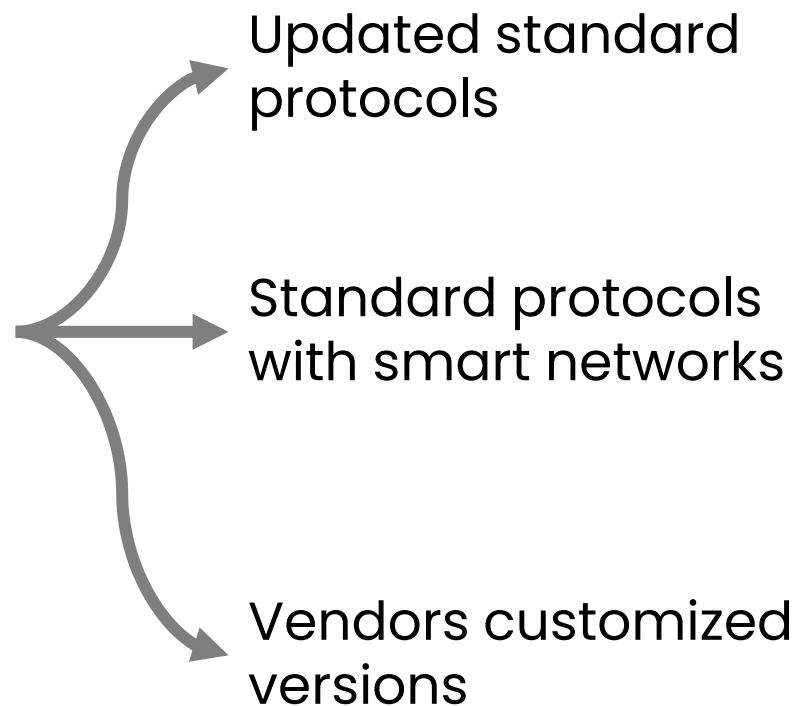 Updated standard
protocols
Standard protocols
with smart networks
Vendors customized
versions